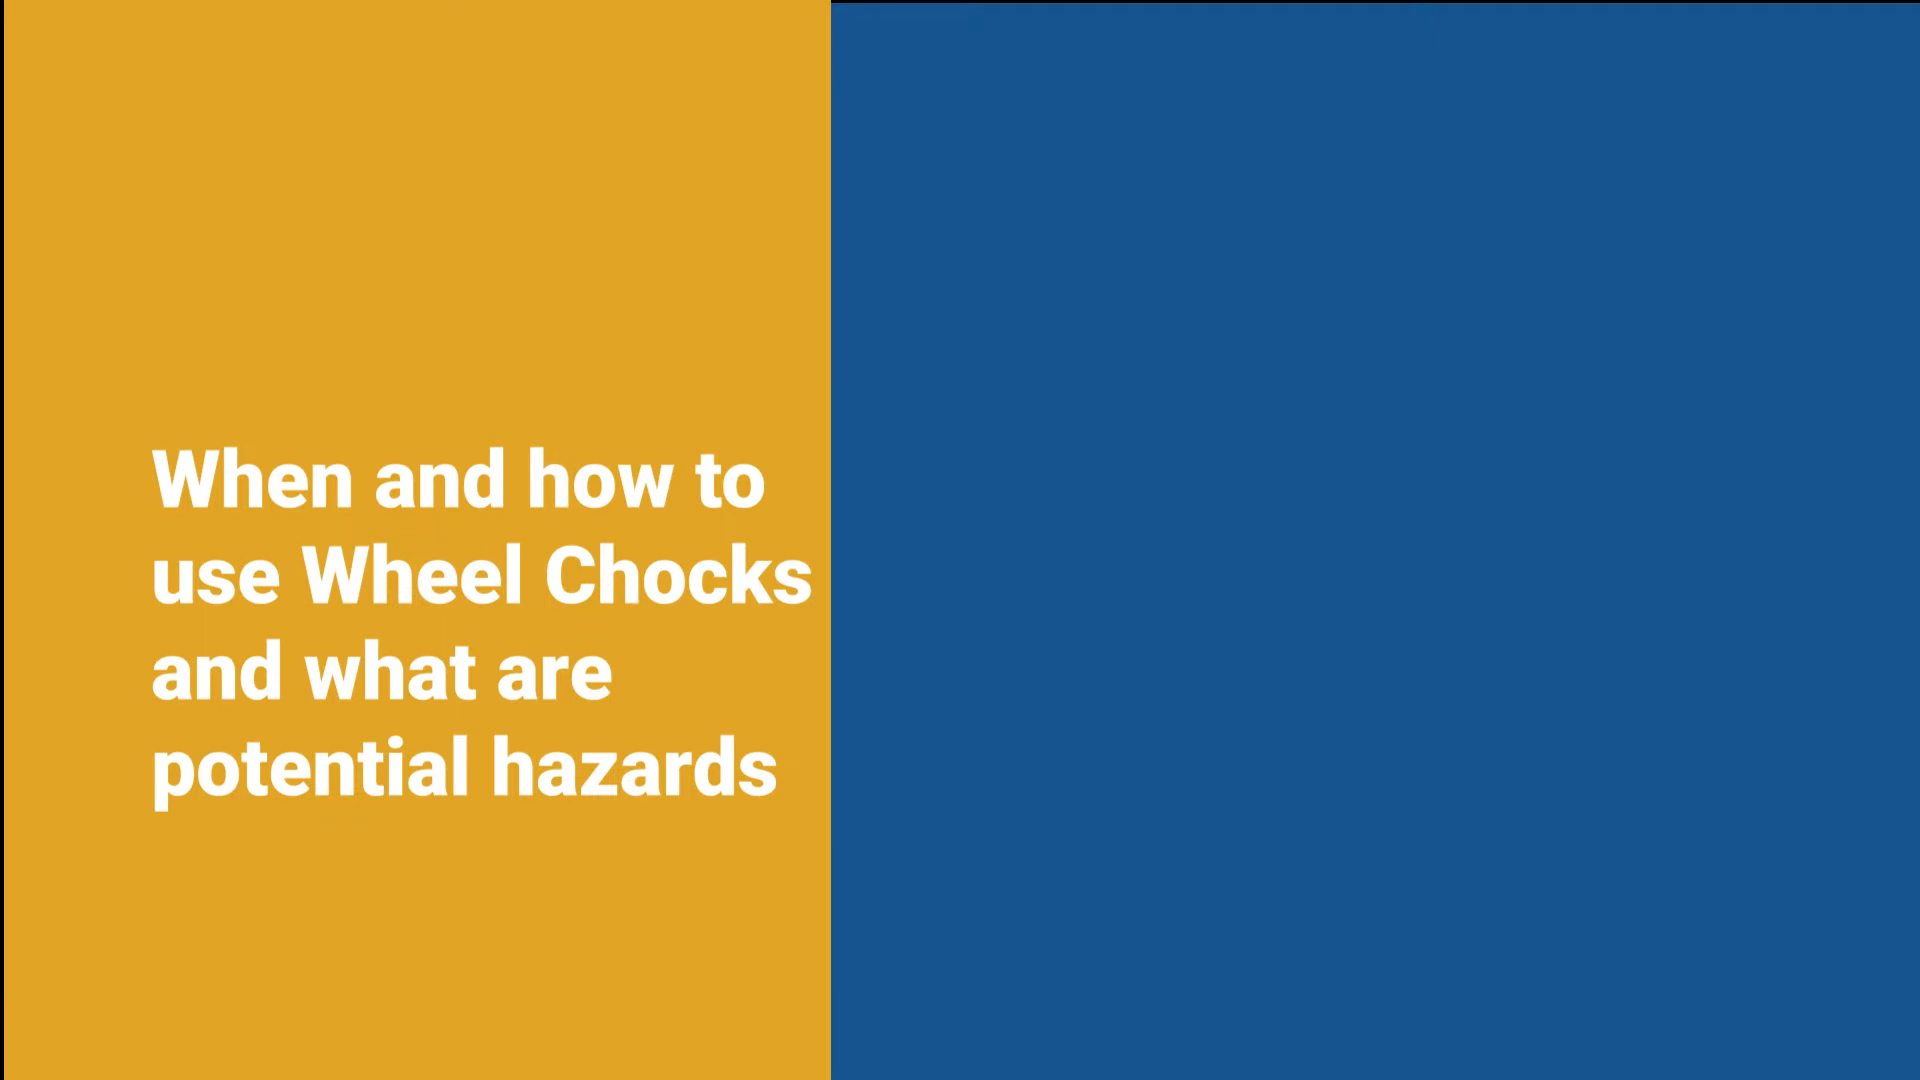 When and how to
use Wheel Chocks
and what are
potential hazards